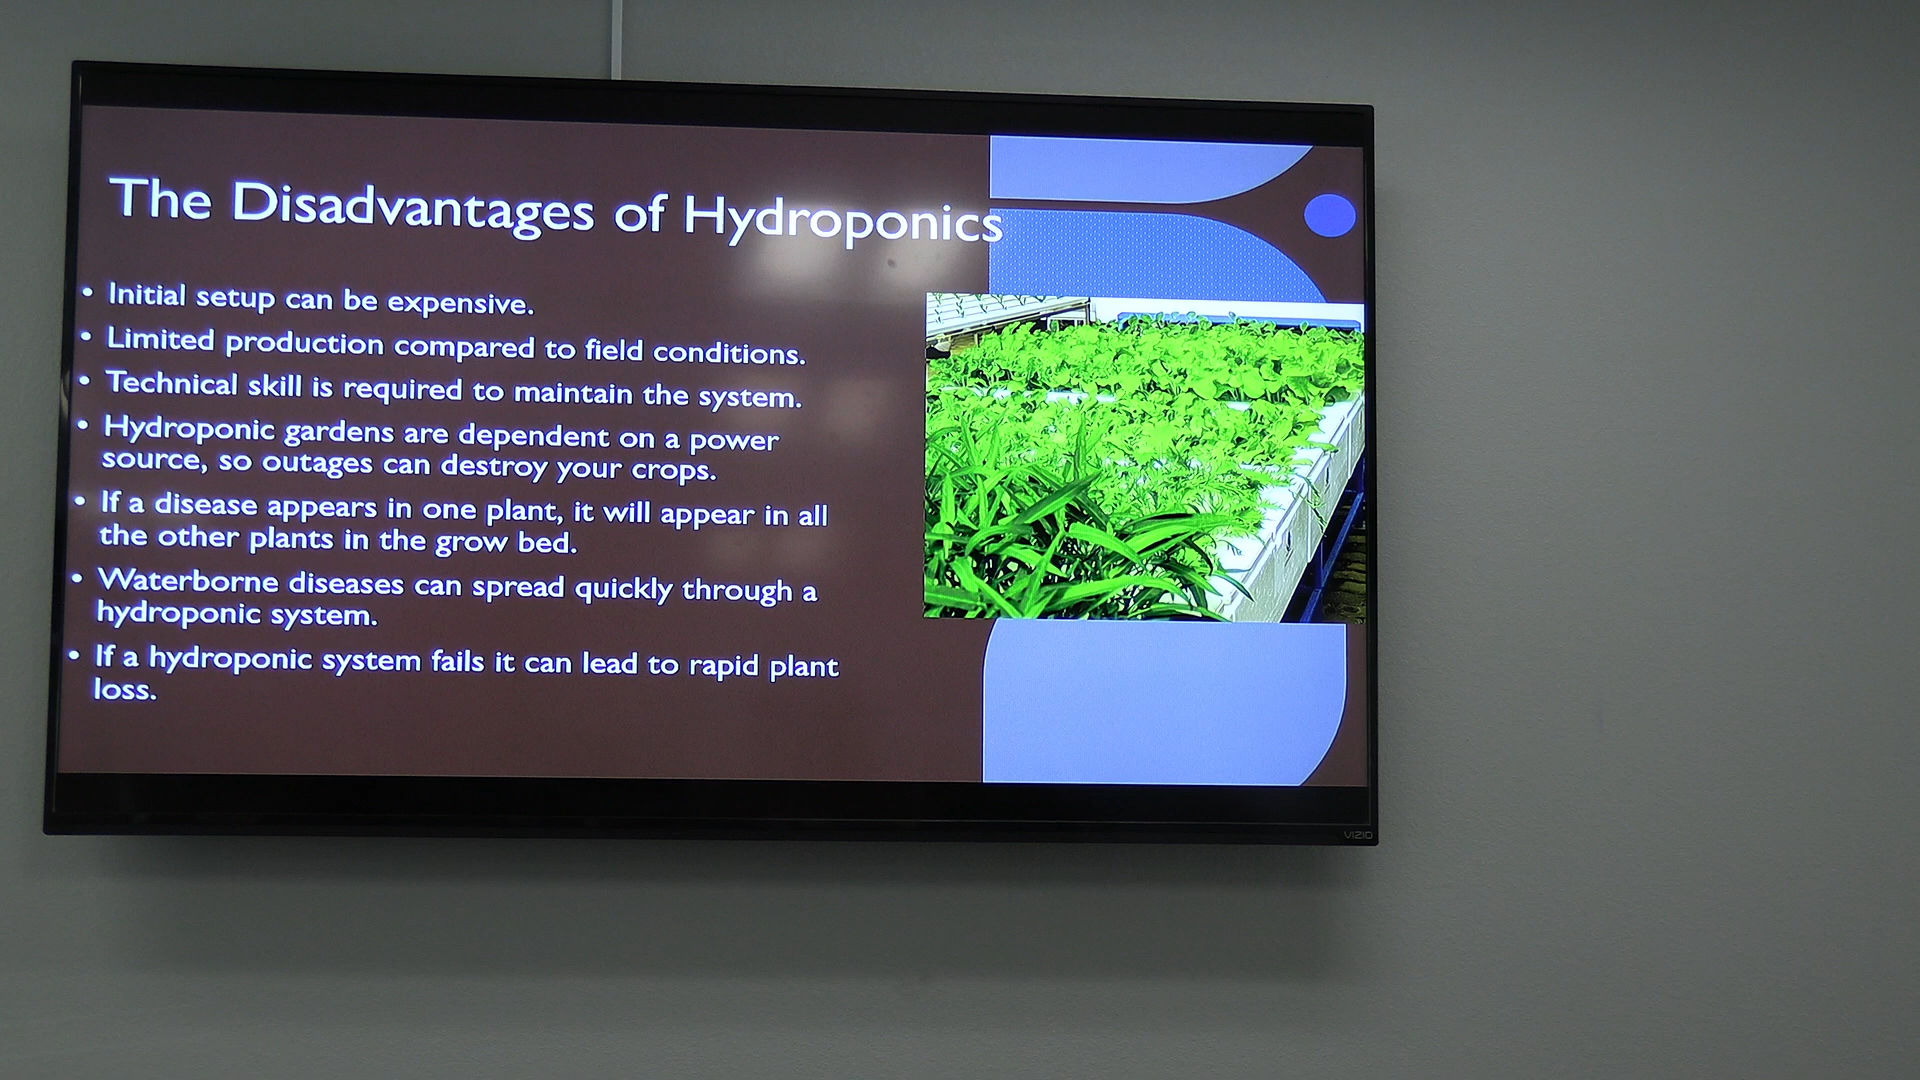 The Disadvantages of Hydroponics
• Initial setup can be expensive.
• Limited production compared to field conditions.
• Technical skill is required to maintain the system.
• Hydroponic gardens are dependent on a power
source, so outages can destroy your crops.
• If a disease appears in one plant, it will appear in all
the other plants in the grow bed.
• Waterborne diseases can spread quickly through a
hydroponic system.
• If a hydroponic system fails it can lead to rapid plant
loss.
VIZIO